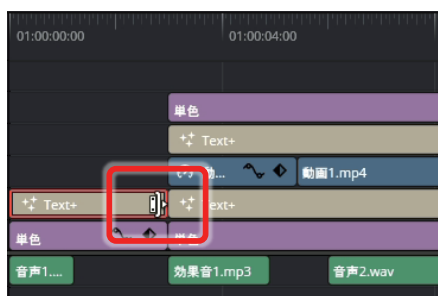 01:00:00:00 01:00:04:00
単色
Text+
動... 動画1.mp4
Text+ Text+
単色 単色
音声1.... 効果音1.mp3 音声2.wav